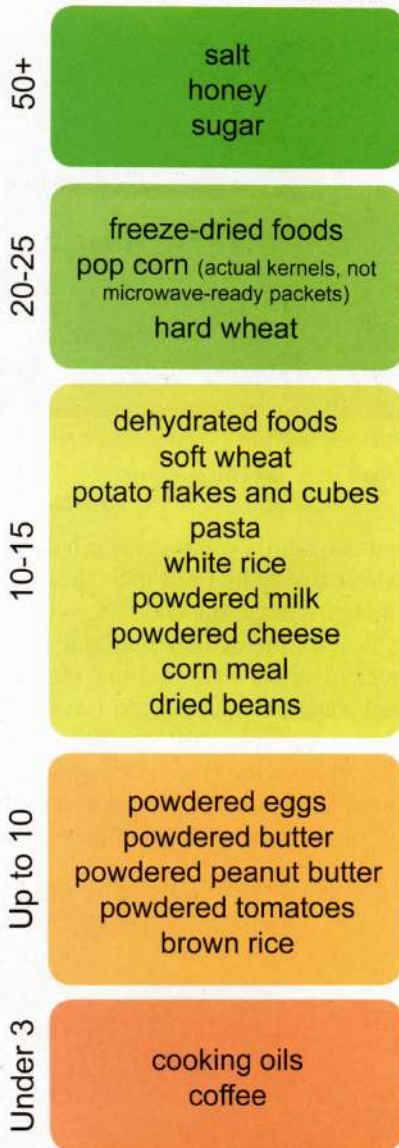 50+
salt
honey
sugar
20-25
freeze-dried foods
pop corn (actual kernels, not
microwave-ready packets)
hard wheat
10-15
dehydrated foods
soft wheat
potato flakes and cubes
pasta
white rice
powdered milk
powdered cheese
corn meal
dried beans
Up to 10
powdered eggs
powdered butter
powdered peanut butter
powdered tomatoes
brown rice
Under 3
cooking oils
coffee